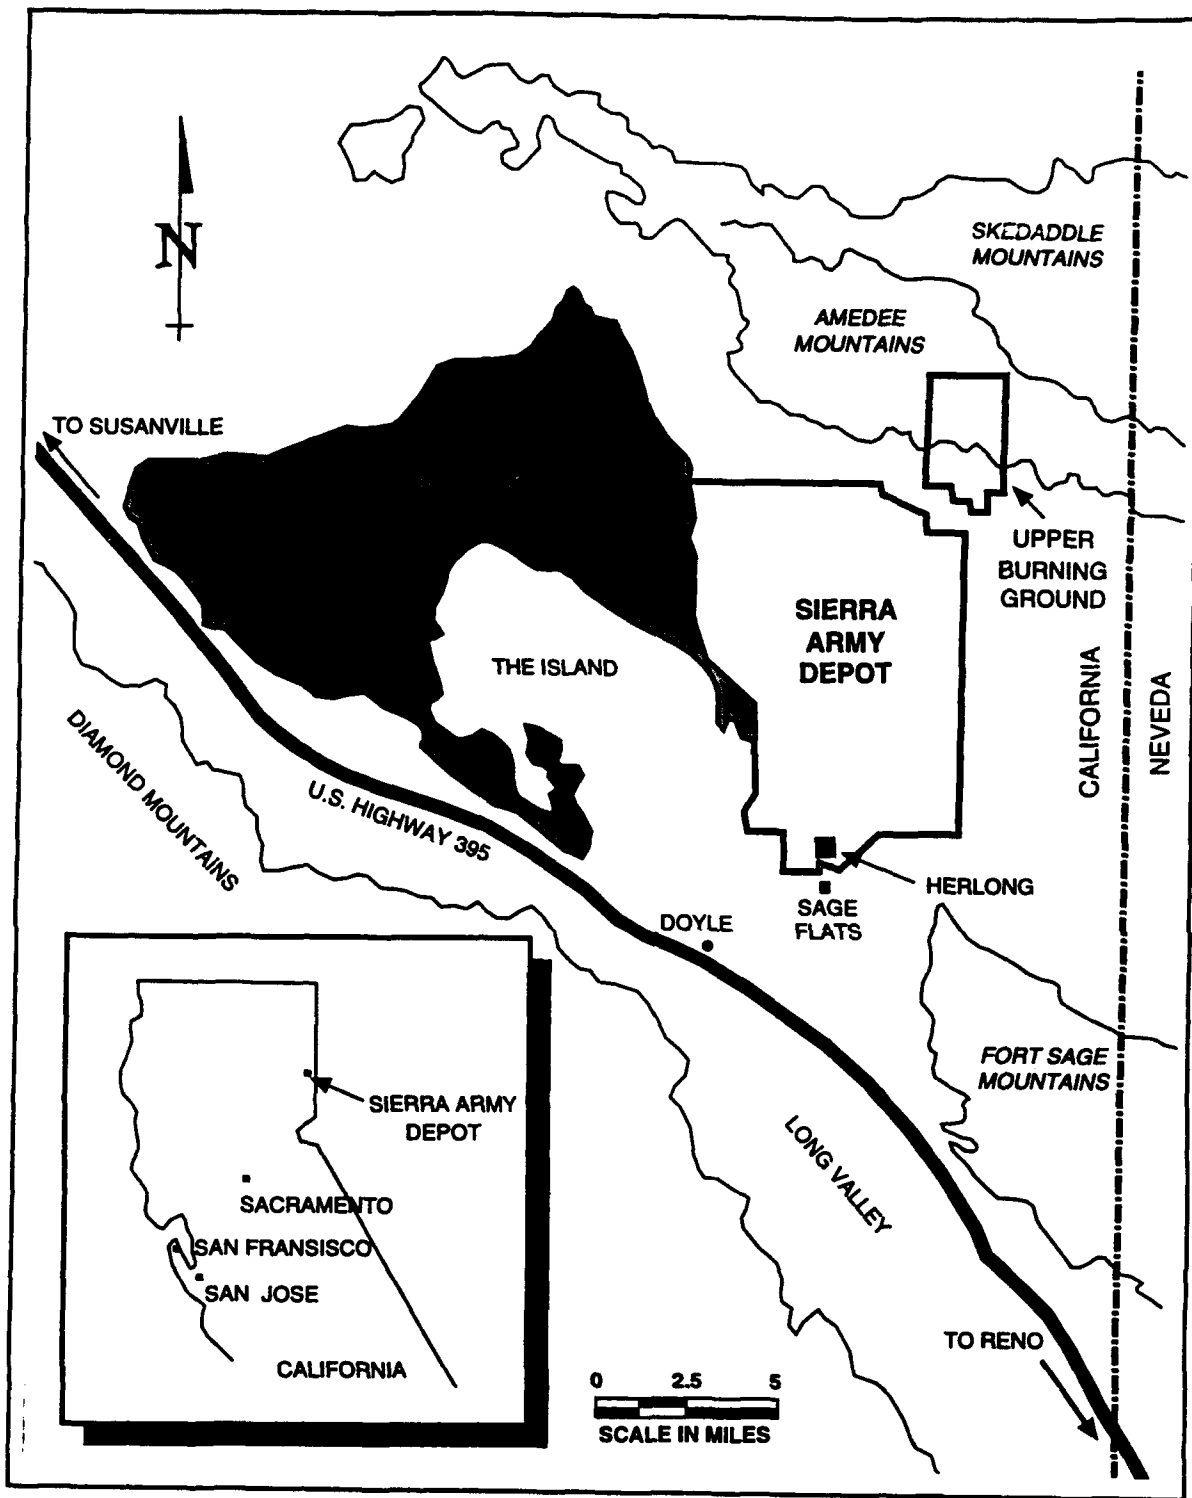 SKEDADDLE
MOUNTAINS
AMEDEE
MOUNTAINS
N
TO SUSANVILLE
UPPER
BURNING
GROUND
SIERRA
ARMY
DEPOT
THE ISLAND
CALIFORNIA
NEVEDA
DIAMOND MOUNTAINS
U.S. HIGHWAY 395
HERLONG
SAGE
FLATS
DOYLE
FORT SAGE
MOUNTAINS
LONG VALLEY
SIERRA ARMY
DEPOT
SACRAMENTO
SAN FRANSISCO
SAN JOSE
CALIFORNIA
TO RENO
0 2.5 5
SCALE IN MILES